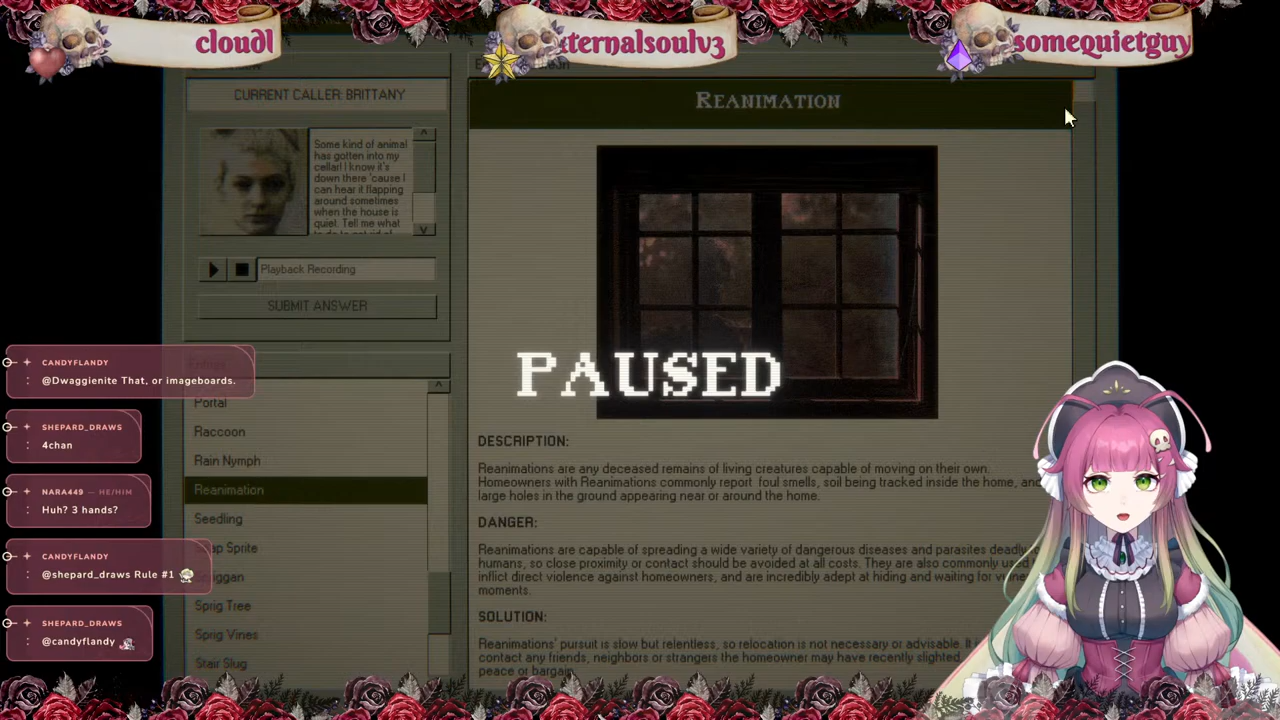 cloudl
ternalsoulv3
somequietguy
CURRENT CALLER: BRITTANY
Some kind of animal
has gotten into my
cellar! I know it's
down there 'cause I
can hear it flapping
around sometimes
when the house is
quiet. Tell me what
Playback Recording
SUBMIT ANSWER
Portal
Raccoon
Rain Nymph
Reanimation
Seedling
ap Sprite
ggan
Sprig Tree
Sprig Vines
Stair Slug
REANIMATION
PAUSED
DESCRIPTION:
Reanimations are any deceased remains of living creatures capable of moving on their own.
Homeowners with Reanimations commonly report foul smells, soil being tracked inside the home, and
large holes in the ground appearing near or around the home.
DANGER:
Reanimations are capable of spreading a wide variety of dangerous diseases and parasites deadly
humans, so close proximity or contact should be avoided at all costs. They are also commonly used
inflict direct violence against homeowners, and are incredibly adept at hiding and waiting for
moments.
SOLUTION:
Reanimations' pursuit is slow but relentless, so relocation is not necessary or advisable. It
contact any friends, neighbors or strangers the homeowner may have recently slighted,
peace or bargain.
CANDYFLANDY
@Dwaggienite That, or imageboards.
SHEPARD_DRAWS
4chan
NARA449 — HE/HIM
Huh? 3 hands?
CANDYFLANDY
@shepard_draws Rule #1
SHEPARD_DRAWS
@candyflandy